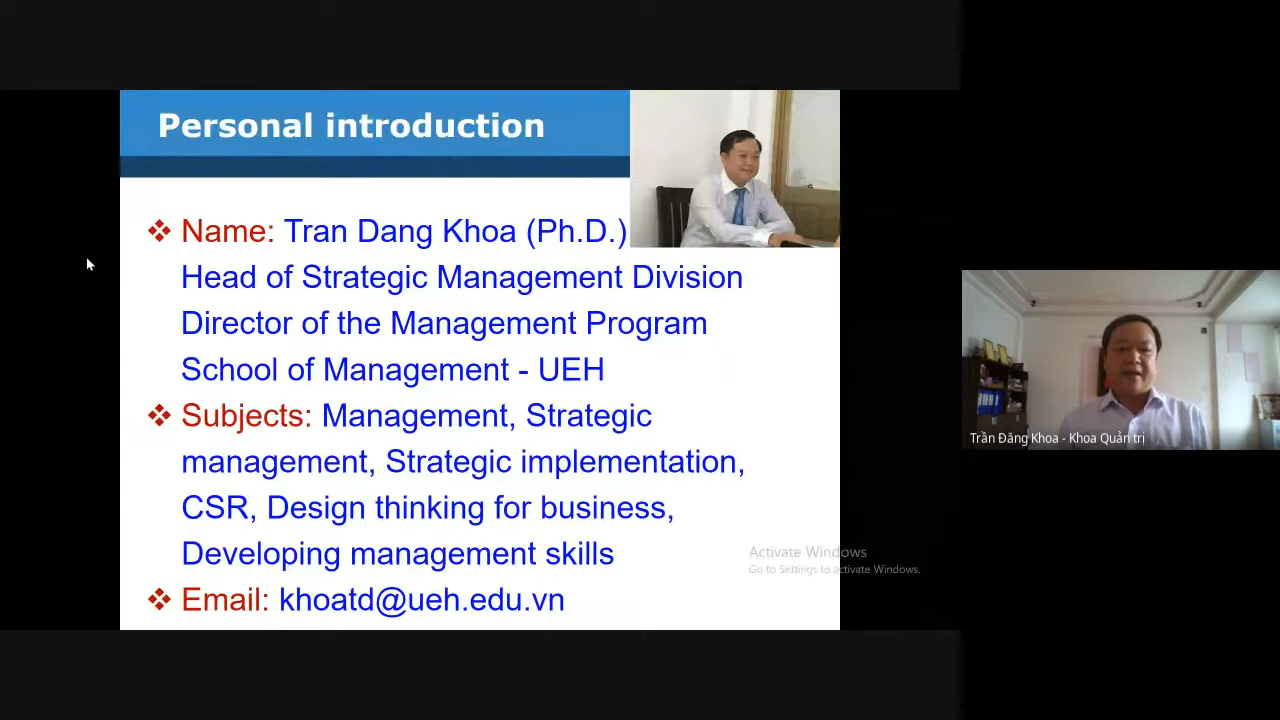 Personal introduction
❖ Name: Tran Dang Khoa (Ph.D.)
Head of Strategic Management Division
Director of the Management Program
School of Management - UEH
❖ Subjects: Management, Strategic
management, Strategic implementation,
CSR, Design thinking for business,
Developing management skills
❖ Email: khoatd@ueh.edu.vn
Activate Windows
Go to Settings to activate Windows.
Trần Đăng Khoa - Khoa Quản trị